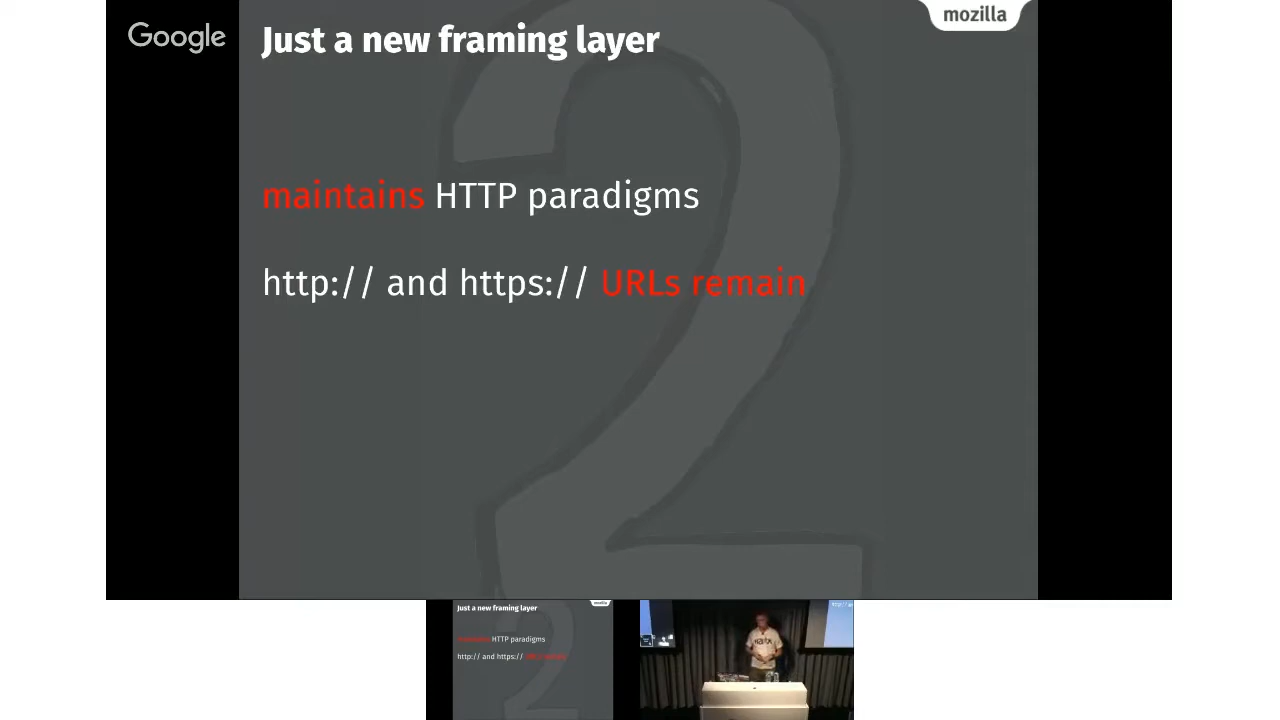 Google
mozilla
Just a new framing layer
maintains HTTP paradigms
http:// and https:// URLs remain
Just a new framing layer
HTTP paradigms
http:// and https://